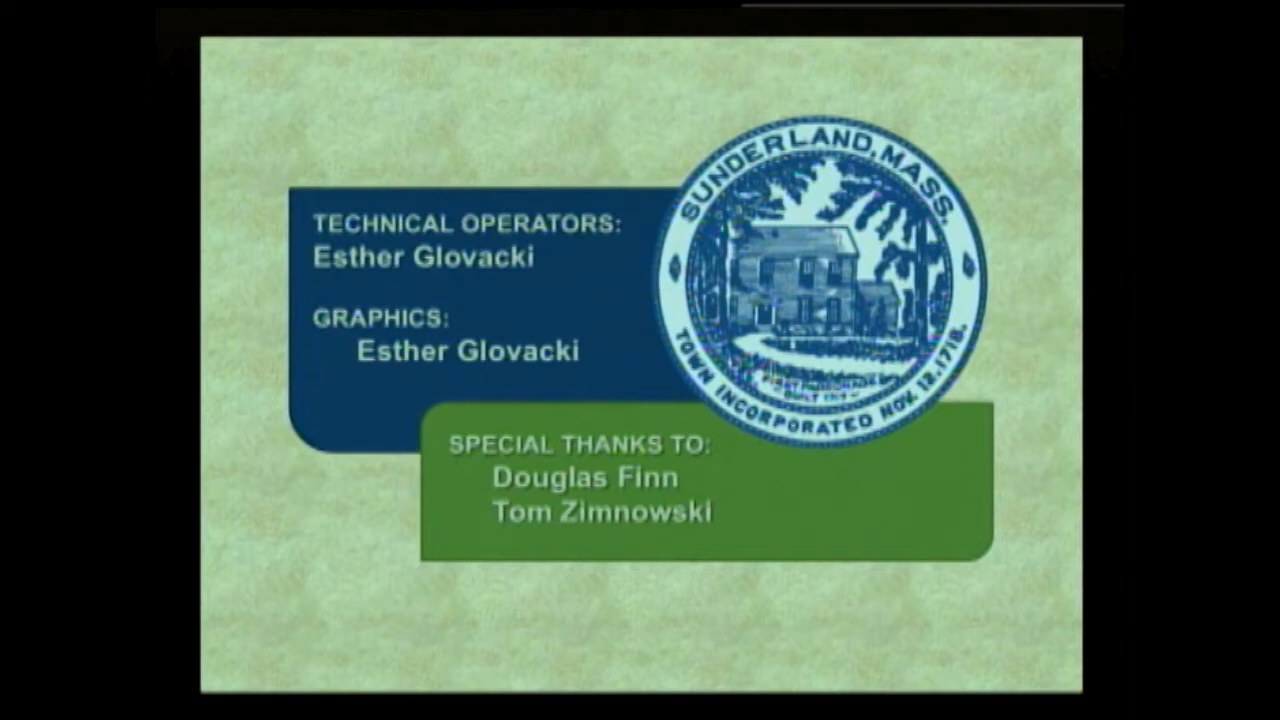 TECHNICAL OPERATORS:
Esther Glovacki
GRAPHICS:
Esther Glovacki
SPECIAL THANKS TO:
Douglas Finn
Tom Zimnowski
SUNDERLAND, MASS.
TOWN INCORPORATED NOV. 12, 1718.